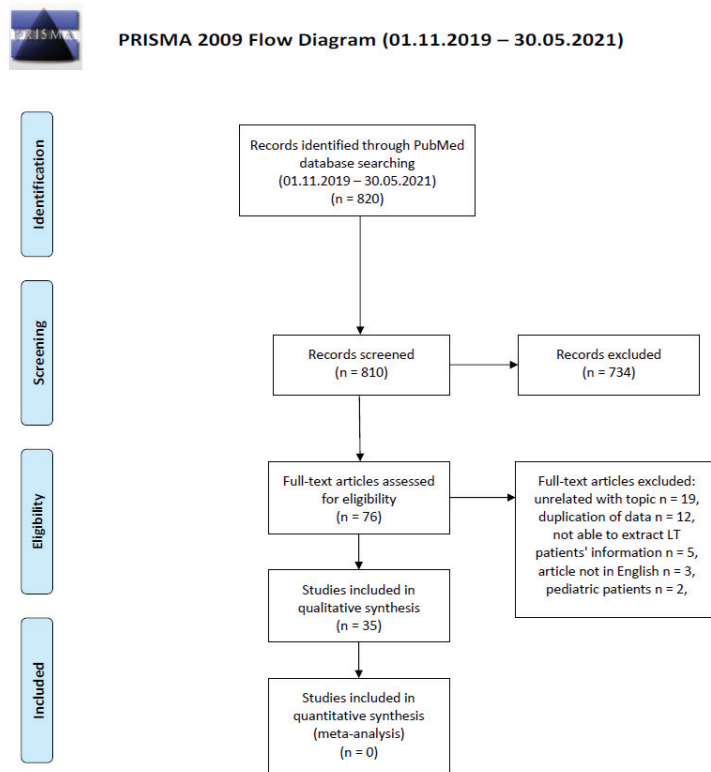 PRISMA
PRISMA 2009 Flow Diagram (01.11.2019 – 30.05.2021)
Identification
Records identified through PubMed
database searching
(01.11.2019 – 30.05.2021)
(n = 820)
Screening
Records screened
(n = 810)
Records excluded
(n = 734)
Eligibility
Full-text articles assessed
for eligibility
(n = 76)
Full-text articles excluded:
unrelated with topic n = 19,
duplication of data n = 12,
not able to extract LT
patients' information n = 5,
article not in English n = 3,
pediatric patients n = 2,
Studies included in
qualitative synthesis
(n = 35)
Included
Studies included in
quantitative synthesis
(meta-analysis)
(n = 0)